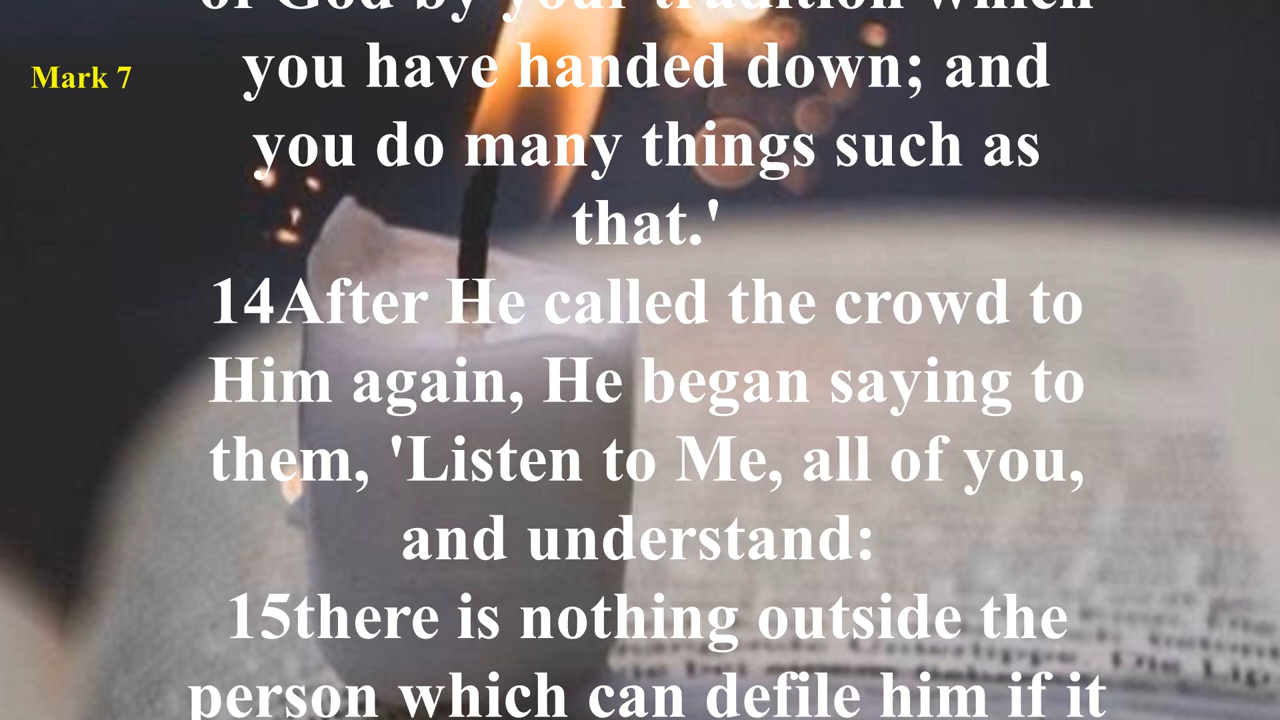 of God by your tradition which
Mark 7
you have handed down; and
you do many things such as
that.'
14After He called the crowd to
Him again, He began saying to
them, 'Listen to Me, all of you,
and understand:
15there is nothing outside the
person which can defile him if it